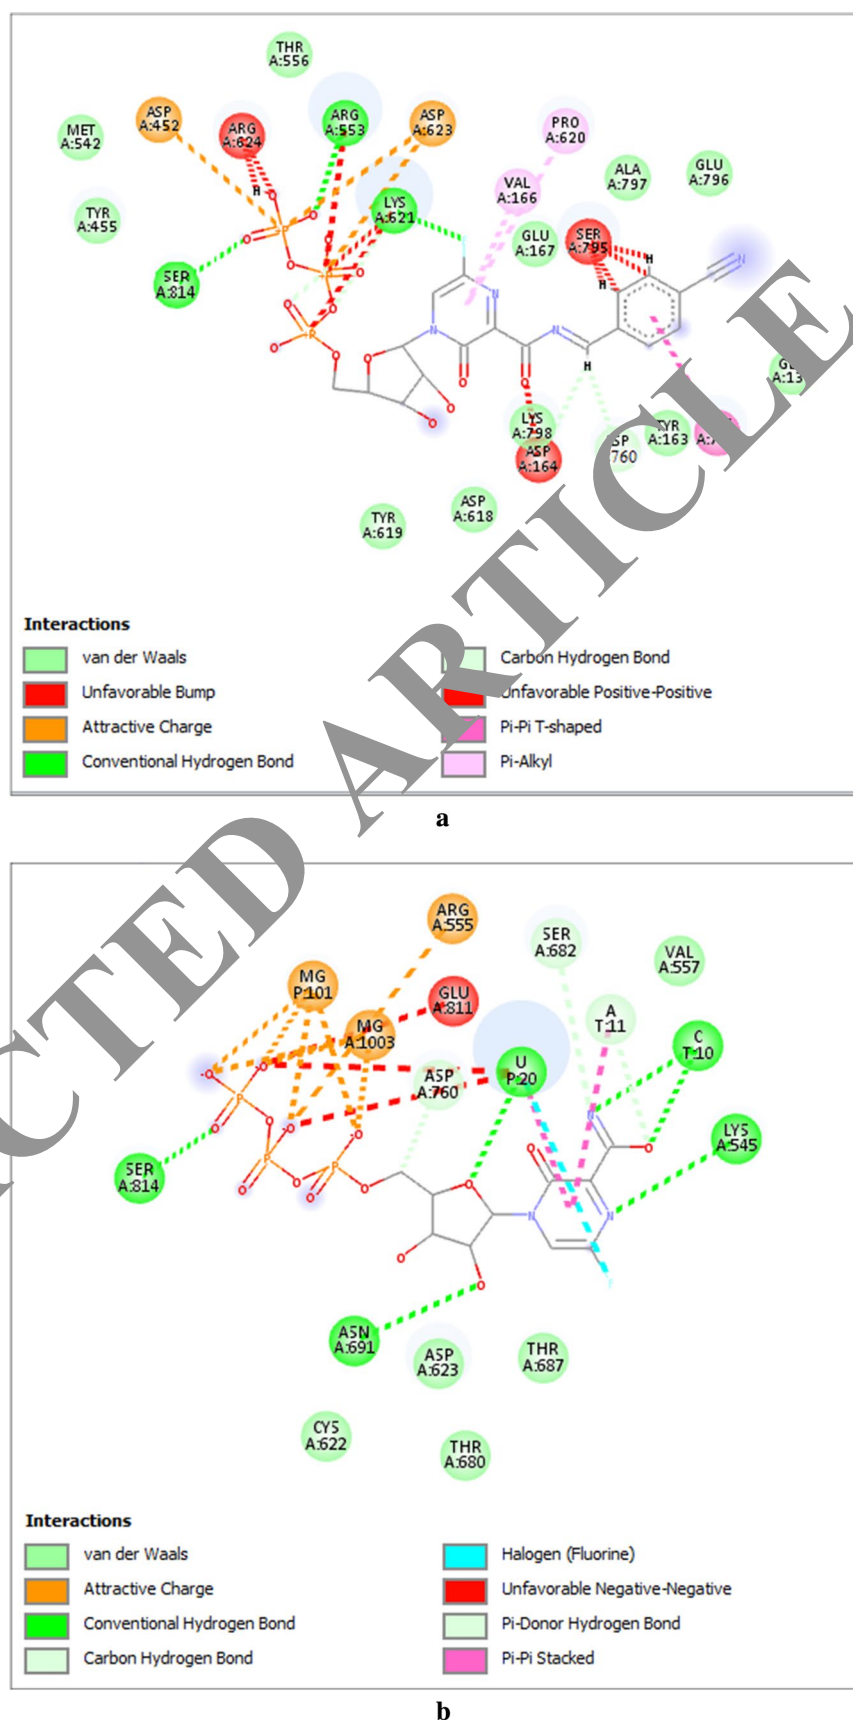 THR
A:556
ASP
A:452
ARG
A:624
ARG
A:553
ASP
A:623
PRO
A:620
MET
A:542
VAL
A:166
ALA
A:797
GLU
A:796
TYR
A:455
LYS
A:621
GLU
A:167
SER
A:795
SER
A:814
LYS
A:798
ASP
A:164
TYR
A:163
TYR
A:619
ASP
A:618
Interactions
van der Waals
Unfavorable Bump
Attractive Charge
Conventional Hydrogen Bond
Carbon Hydrogen Bond
Unfavorable Positive-Positive
Pi-Pi T-shaped
Pi-Alkyl
a
ARG
A:555
SER
A:682
VAL
A:557
MG
P:101
GLU
A:811
MG
A:1003
A
T:11
C
T:10
ASP
A:760
U
P:20
LYS
A:545
SER
A:814
ASN
A:691
ASP
A:623
THR
A:687
CYS
A:622
THR
A:680
Interactions
van der Waals
Attractive Charge
Conventional Hydrogen Bond
Carbon Hydrogen Bond
Halogen (Fluorine)
Unfavorable Negative-Negative
Pi-Donor Hydrogen Bond
Pi-Pi Stacked
b
CTED ARTICLE